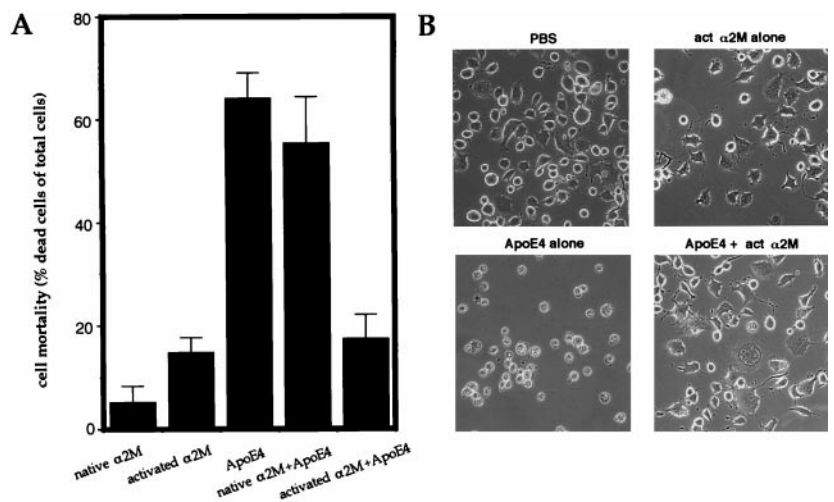 A
cell mortality (% dead cells of total cells)
80
60
40
20
0
native α2M
activated α2M
ApoE4
native α2M+ApoE4
activated α2M+ApoE4
B
PBS
act α2M alone
ApoE4 alone
ApoE4 + act α2M